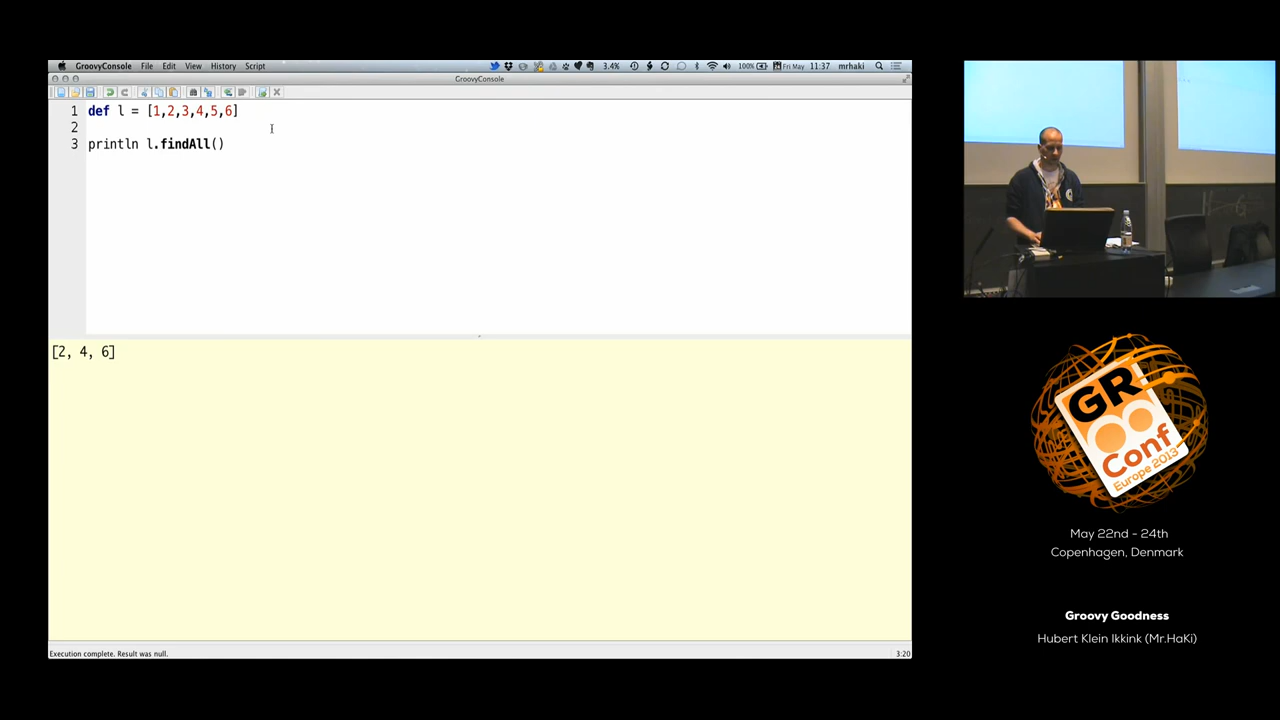 GroovyConsole File Edit View History Script 3.4% 100% Fri May 11:37 mrhaki
GroovyConsole
1 def l = [1,2,3,4,5,6]
2
3 println l.findAll()
[2, 4, 6]
Execution complete. Result was null. 3:20
GR8
Conf
Europe 2013
May 22nd - 24th
Copenhagen, Denmark
Groovy Goodness
Hubert Klein Ikkink (Mr.HaKi)